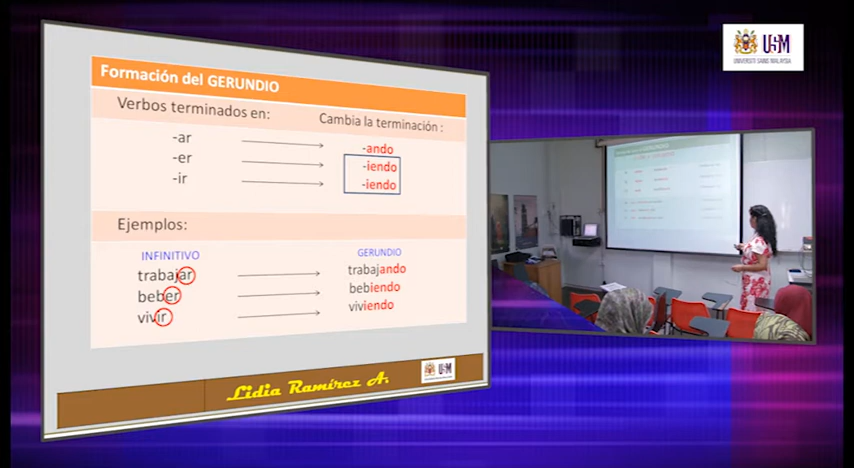 USM
UNIVERSITI SAINS MALAYSIA
Formación del GERUNDIO
Verbos terminados en:
Cambia la terminación :
-ar
-ando
-er
-iendo
-ir
-iendo
Ejemplos:
INFINITIVO
GERUNDIO
trabajar
trabajando
beber
bebiendo
vivir
viviendo
Lidia Ramírez A.
USM